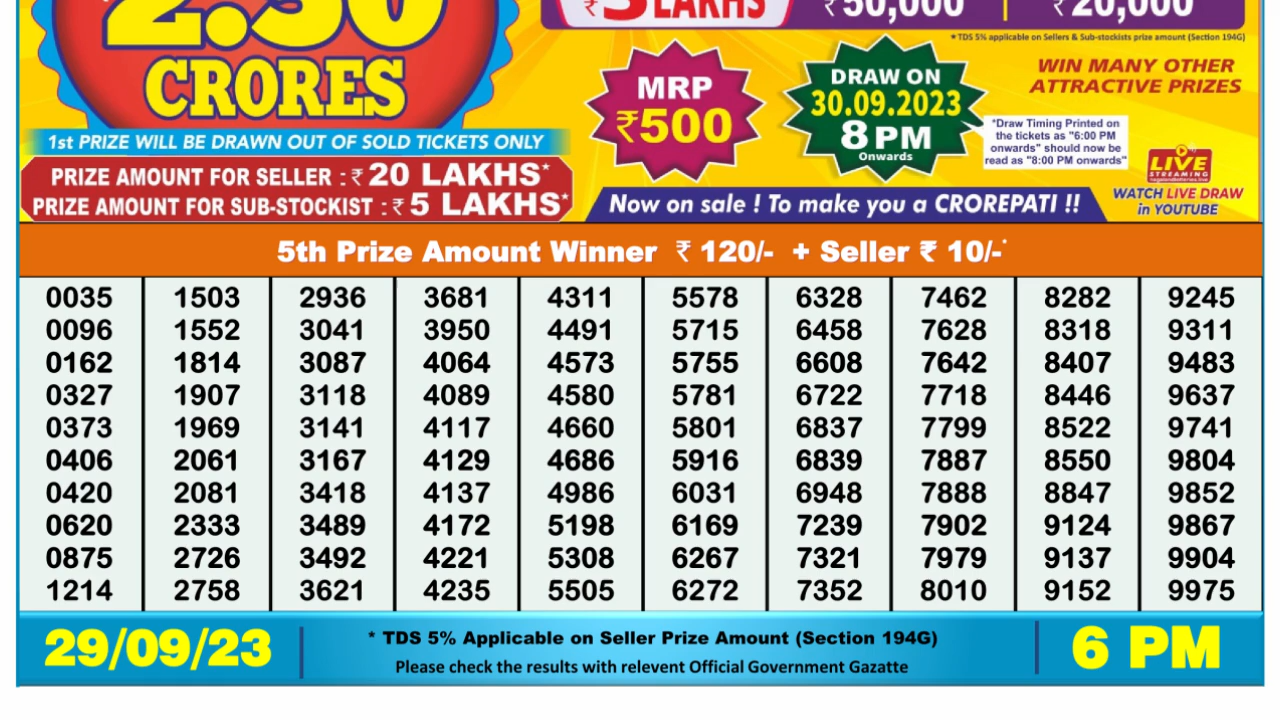 2.50
CRORES
1st PRIZE WILL BE DRAWN OUT OF SOLD TICKETS ONLY
PRIZE AMOUNT FOR SELLER : ₹ 20 LAKHS*
PRIZE AMOUNT FOR SUB-STOCKIST : ₹ 5 LAKHS*
₹ LAKHS
₹50,000
₹20,000
* TDS 5% applicable on Sellers & Sub-stockists prize amount (Section 194G)
MRP
₹500
DRAW ON
30.09.2023
8 PM
Onwards
WIN MANY OTHER
ATTRACTIVE PRIZES
"Draw Timing Printed on
the tickets as "6:00 PM
onwards" should now be
read as "8:00 PM onwards"
LIVE
STREAMING
WATCH LIVE DRAW
in YOUTUBE
Now on sale ! To make you a CROREPATI !!
5th Prize Amount Winner ₹ 120/- + Seller ₹ 10/-*
0035 1503 2936 3681 4311 5578 6328 7462 8282 9245
0096 1552 3041 3950 4491 5715 6458 7628 8318 9311
0162 1814 3087 4064 4573 5755 6608 7642 8407 9483
0327 1907 3118 4089 4580 5781 6722 7718 8446 9637
0373 1969 3141 4117 4660 5801 6837 7799 8522 9741
0406 2061 3167 4129 4686 5916 6839 7887 8550 9804
0420 2081 3418 4137 4986 6031 6948 7888 8847 9852
0620 2333 3489 4172 5198 6169 7239 7902 9124 9867
0875 2726 3492 4221 5308 6267 7321 7979 9137 9904
1214 2758 3621 4235 5505 6272 7352 8010 9152 9975
29/09/23
* TDS 5% Applicable on Seller Prize Amount (Section 194G)
Please check the results with relevent Official Government Gazatte
6 PM